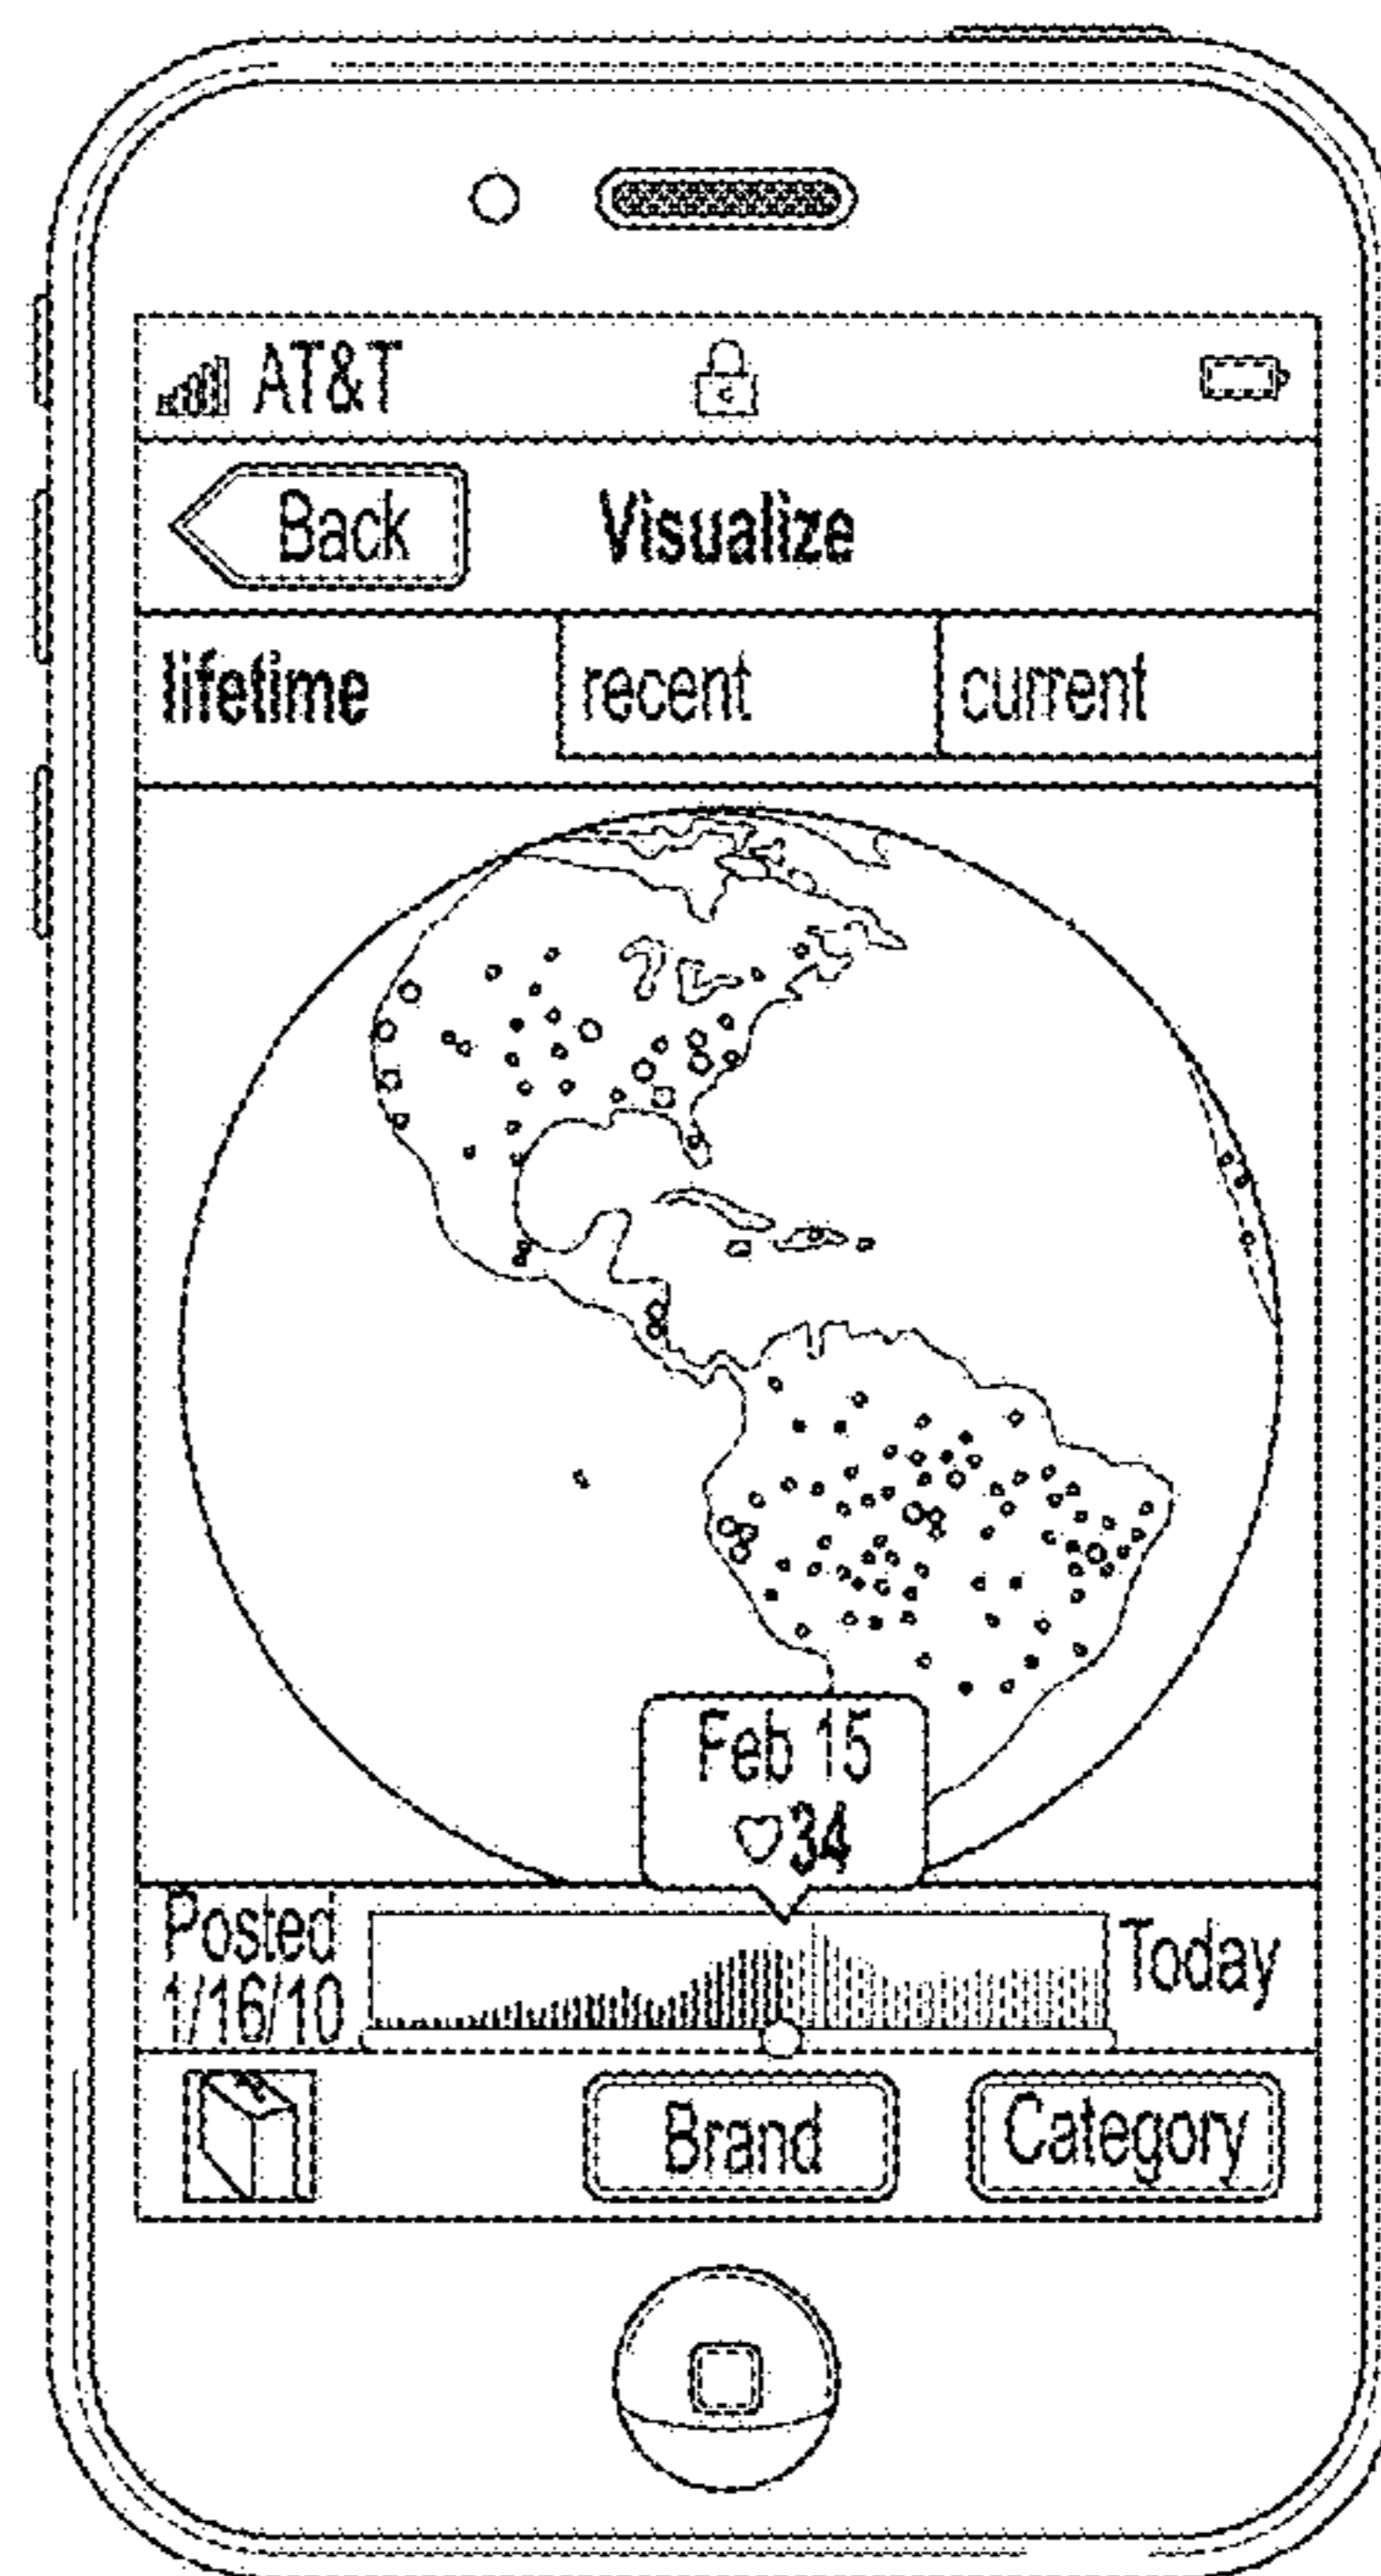 AT&T
Back Visualize
lifetime recent current
Feb 15
♡34
Posted
1/16/10
Today
Brand Category